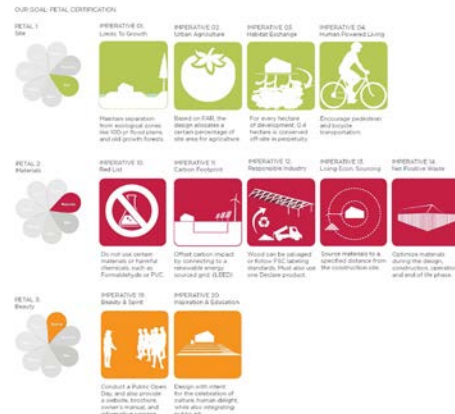 OUR GOAL: PETAL CERTIFICATION
PETAL 1
Site
IMPERATIVE 01:
Limits To Growth
Maintain separation
from ecological zones
like 100-yr flood plains
and old growth forests.
IMPERATIVE 02:
Urban Agriculture
Based on FAR, the
design allocates a
certain percentage of
site area for agriculture
IMPERATIVE 03:
Habitat Exchange
For every hectare
of development, 0.4
hectare is conserved
off-site in perpetuity
IMPERATIVE 04:
Human Powered Living
Encourage pedestrian
and bicycle
transportation.
PETAL 2
Materials
IMPERATIVE 10:
Red List
Do not use certain
materials or harmful
chemicals, such as
Formaldehyde or PVC.
IMPERATIVE 11:
Carbon Footprint
Offset carbon impact
by connecting to a
renewable energy
sourced grid. (LEED)
IMPERATIVE 12:
Responsible Industry
Wood can be salvaged
or follow FSC labeling
standards. Must also use
one Declare product.
IMPERATIVE 13:
Living Econ. Sourcing
Source materials to a
specified distance from
the construction site.
IMPERATIVE 14:
Net Positive Waste
Optimize materials
during the design,
construction, operation
and end of life phase.
PETAL 3
Beauty
IMPERATIVE 19:
Beauty & Spirit
Conduct a Public Open
Day, and also provide
a website, brochure,
owner's manual, and
IMPERATIVE 20:
Inspiration & Education
Design with intent
for the celebration of
culture, human delight,
while also integrating